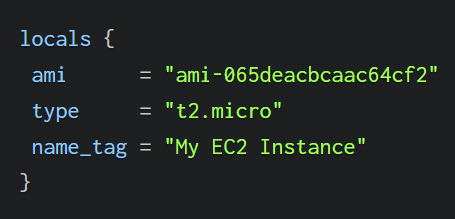 locals {
 ami      = "ami-065deacbcaac64cf2"
 type     = "t2.micro"
 name_tag = "My EC2 Instance"
}